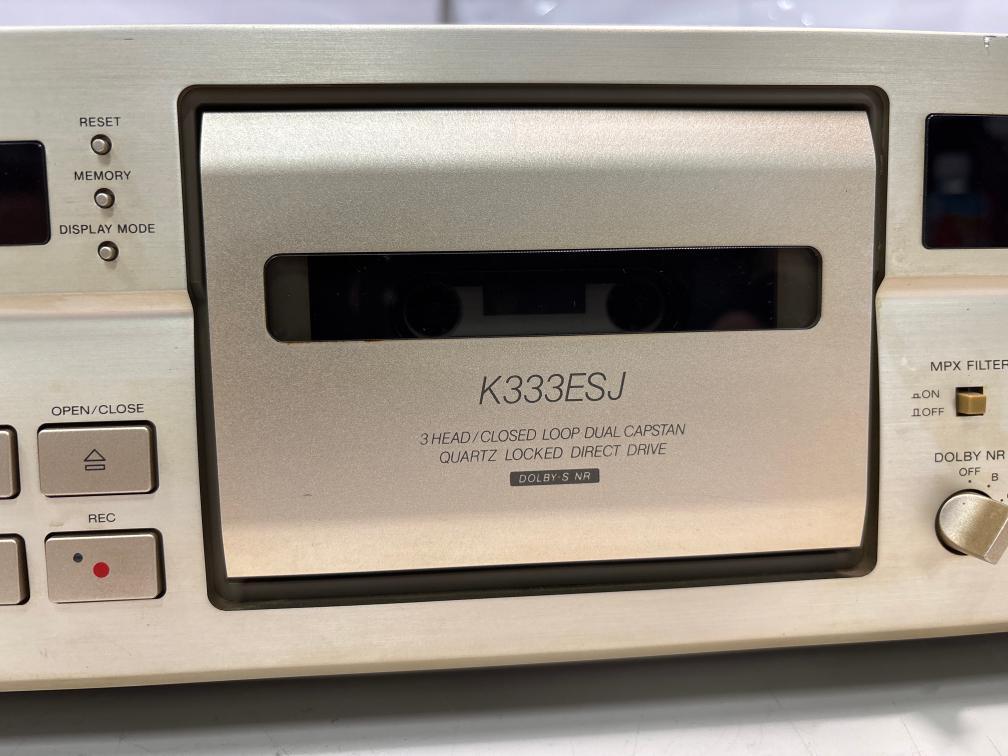 RESET
MEMORY
DISPLAY MODE
OPEN/CLOSE
REC
K333ESJ
3 HEAD/CLOSED LOOP DUAL CAPSTAN
QUARTZ LOCKED DIRECT DRIVE
DOLBY·S NR
MPX FILTER
ON
OFF
DOLBY NR
OFF
B